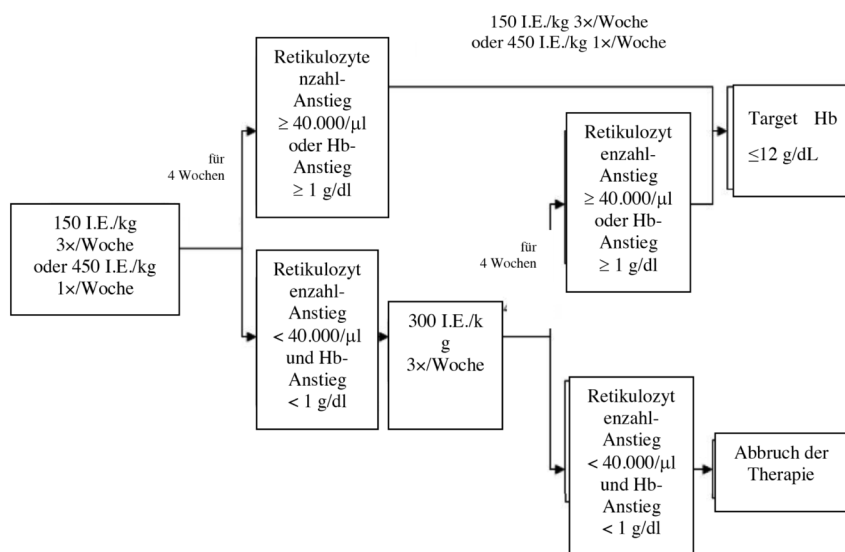 150 I.E./kg 3×/Woche
oder 450 I.E./kg 1×/Woche
Retikulozyte
nzahl-
Anstieg
≥ 40.000/µl
oder Hb-
Anstieg
≥ 1 g/dl
für
4 Wochen
150 I.E./kg
3×/Woche
oder 450 I.E./kg
1×/Woche
Retikulozyt
enzahl-
Anstieg
< 40.000/µl
und Hb-
Anstieg
< 1 g/dl
300 I.E./k
g
3×/Woche
für
4 Wochen
Retikulozyt
enzahl-
Anstieg
≥ 40.000/µl
oder Hb-
Anstieg
≥ 1 g/dl
Target Hb
≤12 g/dL
Retikulozyt
enzahl-
Anstieg
< 40.000/µl
und Hb-
Anstieg
< 1 g/dl
Abbruch der
Therapie